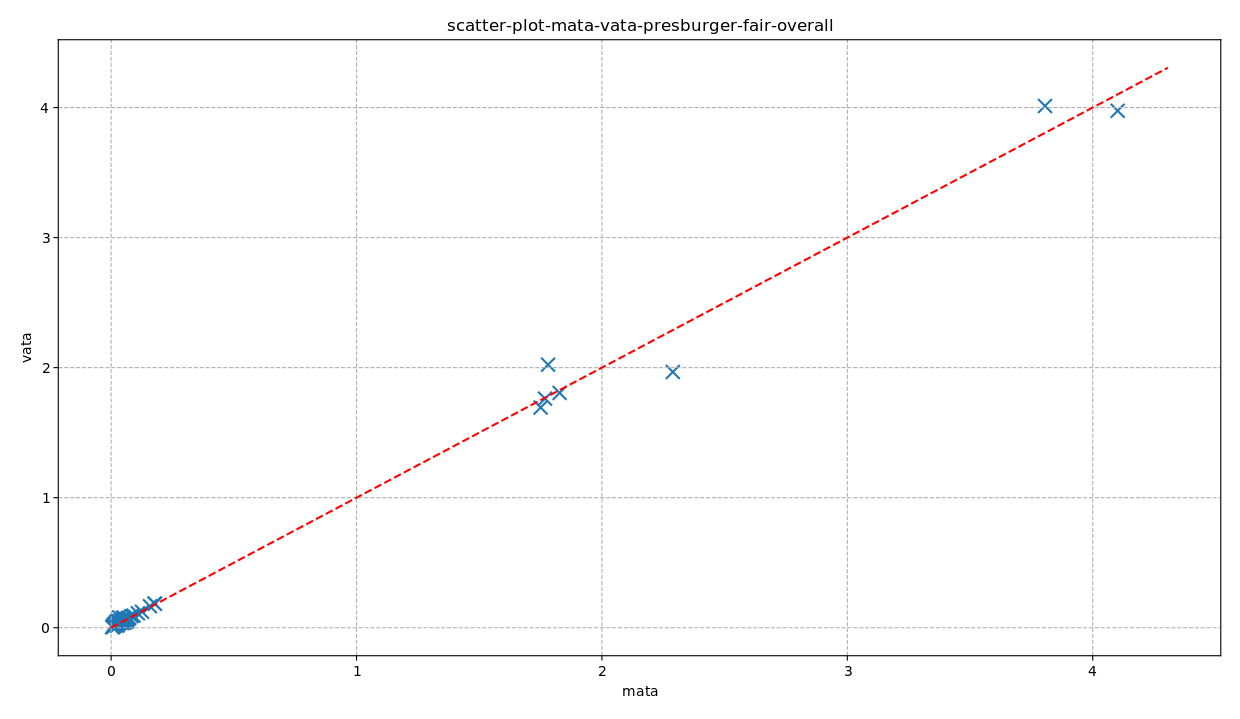 scatter-plot-mata-vata-presburger-fair-overall
4
3
2
1
0
vata
0 1 2 3 4
mata